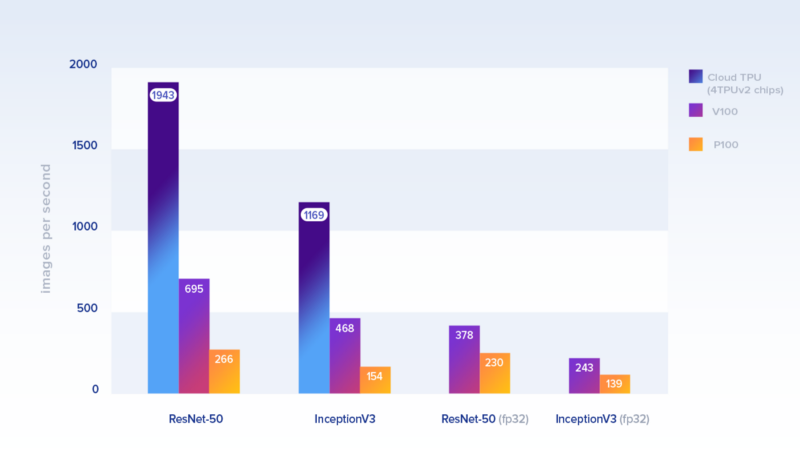 2000
1500
1000
500
0
images per second
1943
695
266
1169
468
154
378
230
243
139
ResNet-50
InceptionV3
ResNet-50 (fp32)
InceptionV3 (fp32)
Cloud TPU
(4TPUv2 chips)
V100
P100